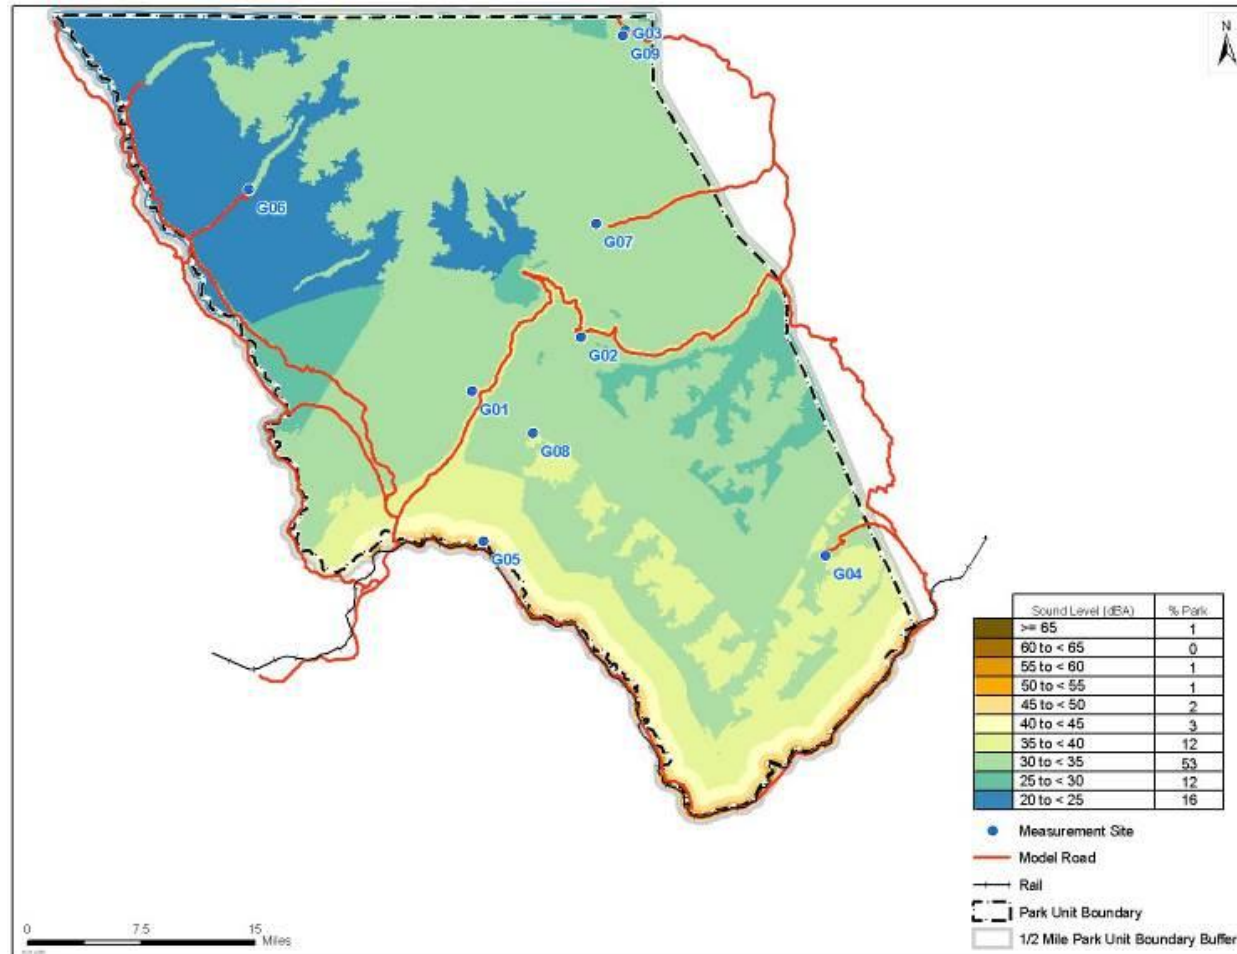 N
G03
G09
G06
G07
G02
G01
G08
G05
G04
Sound Level (dBA) % Park
>= 65 1
60 to < 65 0
55 to < 60 1
50 to < 55 1
45 to < 50 2
40 to < 45 3
35 to < 40 12
30 to < 35 53
25 to < 30 12
20 to < 25 16
Measurement Site
Model Road
Rail
Park Unit Boundary
1/2 Mile Park Unit Boundary Buffer
0 7.5 15
Miles